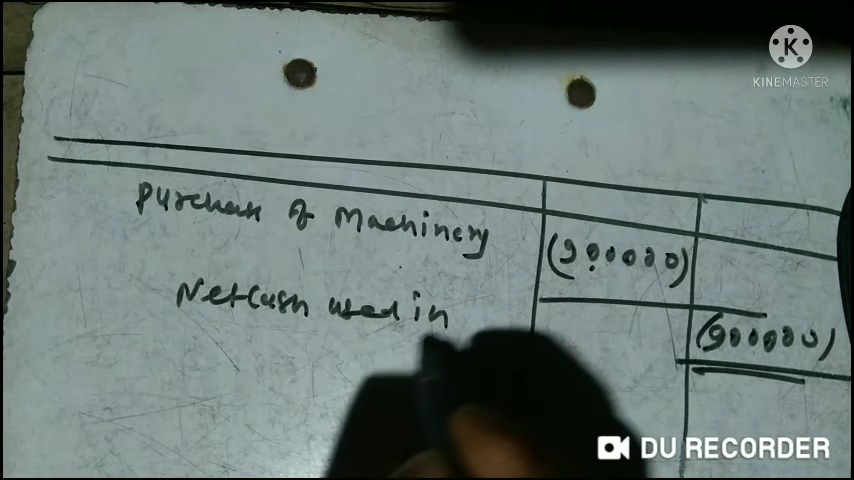 K
KINEMASTER
Purchase of Machinery
(900000)
Net Cash used in
(900000)
DU RECORDER